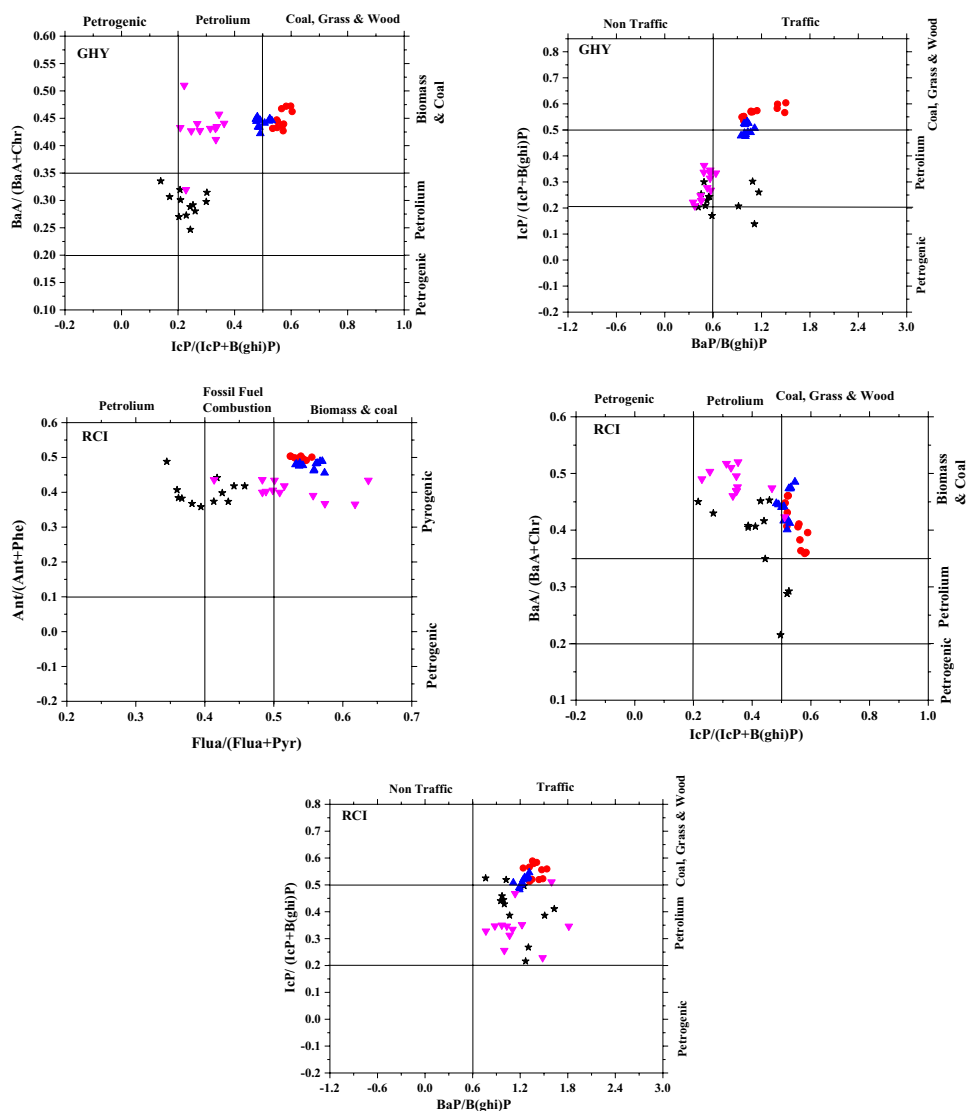 Petrogenic Petrolium Coal, Grass & Wood
GHY
0.60
0.55
0.50
0.45
0.40
0.35
0.30
0.25
0.20
0.15
0.10
BaA/ (BaA+Chr)
-0.2 0.0 0.2 0.4 0.6 0.8 1.0
IcP/(IcP+B(ghi)P)
Biomass
& Coal
Petrolium
Petrogenic
Non Traffic Traffic
GHY
0.8
0.7
0.6
0.5
0.4
0.3
0.2
0.1
0.0
-0.1
-0.2
IcP/ (IcP+B(ghi)P)
-1.2 -0.6 0.0 0.6 1.2 1.8 2.4 3.0
BaP/B(ghi)P
Coal, Grass & Wood
Petrolium
Petrogenic
Petrolium Fossil Fuel
Combustion Biomass & coal
RCI
0.6
0.5
0.4
0.3
0.2
0.1
0.0
-0.1
-0.2
Ant/(Ant+Phe)
0.2 0.3 0.4 0.5 0.6 0.7
Flua/(Flua+Pyr)
Pyrogenic
Petrogenic
Petrogenic Petrolium Coal, Grass & Wood
RCI
0.6
0.5
0.4
0.3
0.2
0.1
BaA/ (BaA+Chr)
-0.2 0.0 0.2 0.4 0.6 0.8 1.0
IcP/(IcP+B(ghi)P)
Biomass
& Coal
Petrolium
Petrogenic
Non Traffic Traffic
RCI
0.8
0.7
0.6
0.5
0.4
0.3
0.2
0.1
0.0
-0.1
-0.2
IcP/ (IcP+B(ghi)P)
-1.2 -0.6 0.0 0.6 1.2 1.8 2.4 3.0
BaP/B(ghi)P
Coal, Grass & Wood
Petrolium
Petrogenic